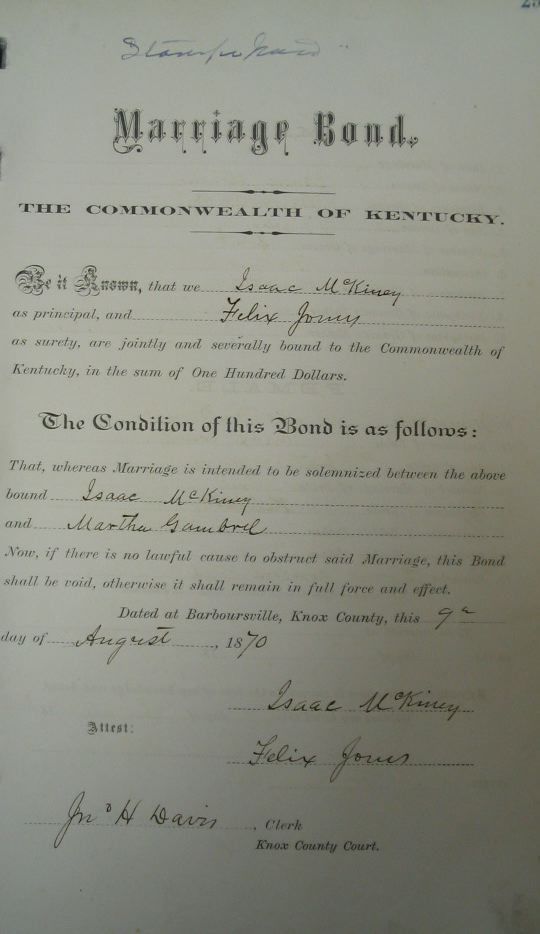 Marriage Bond.
THE COMMONWEALTH OF KENTUCKY.
Be it Known, that we Isaac McKiney
as principal, and Felix Jones
as surety, are jointly and severally bound to the Commonwealth of
Kentucky, in the sum of One Hundred Dollars.
The Condition of this Bond is as follows:
That, whereas Marriage is intended to be solemnized between the above
bound Isaac McKiney
and Martha Gambrel
Now, if there is no lawful cause to obstruct said Marriage, this Bond
shall be void, otherwise it shall remain in full force and effect.
Dated at Barboursville, Knox County, this 9
day of August, 1870
Isaac McKiney
Attest:
Felix Jones
Jno H Davis, Clerk
Knox County Court.